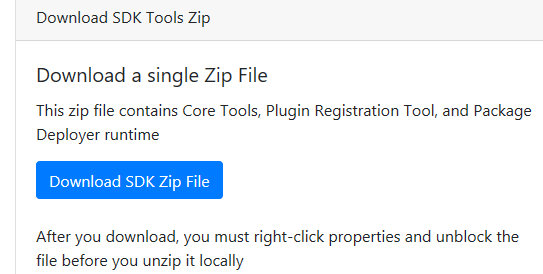 Download SDK Tools Zip
Download a single Zip File
This zip file contains Core Tools, Plugin Registration Tool, and Package
Deployer runtime
Download SDK Zip File
After you download, you must right-click properties and unblock the
file before you unzip it locally